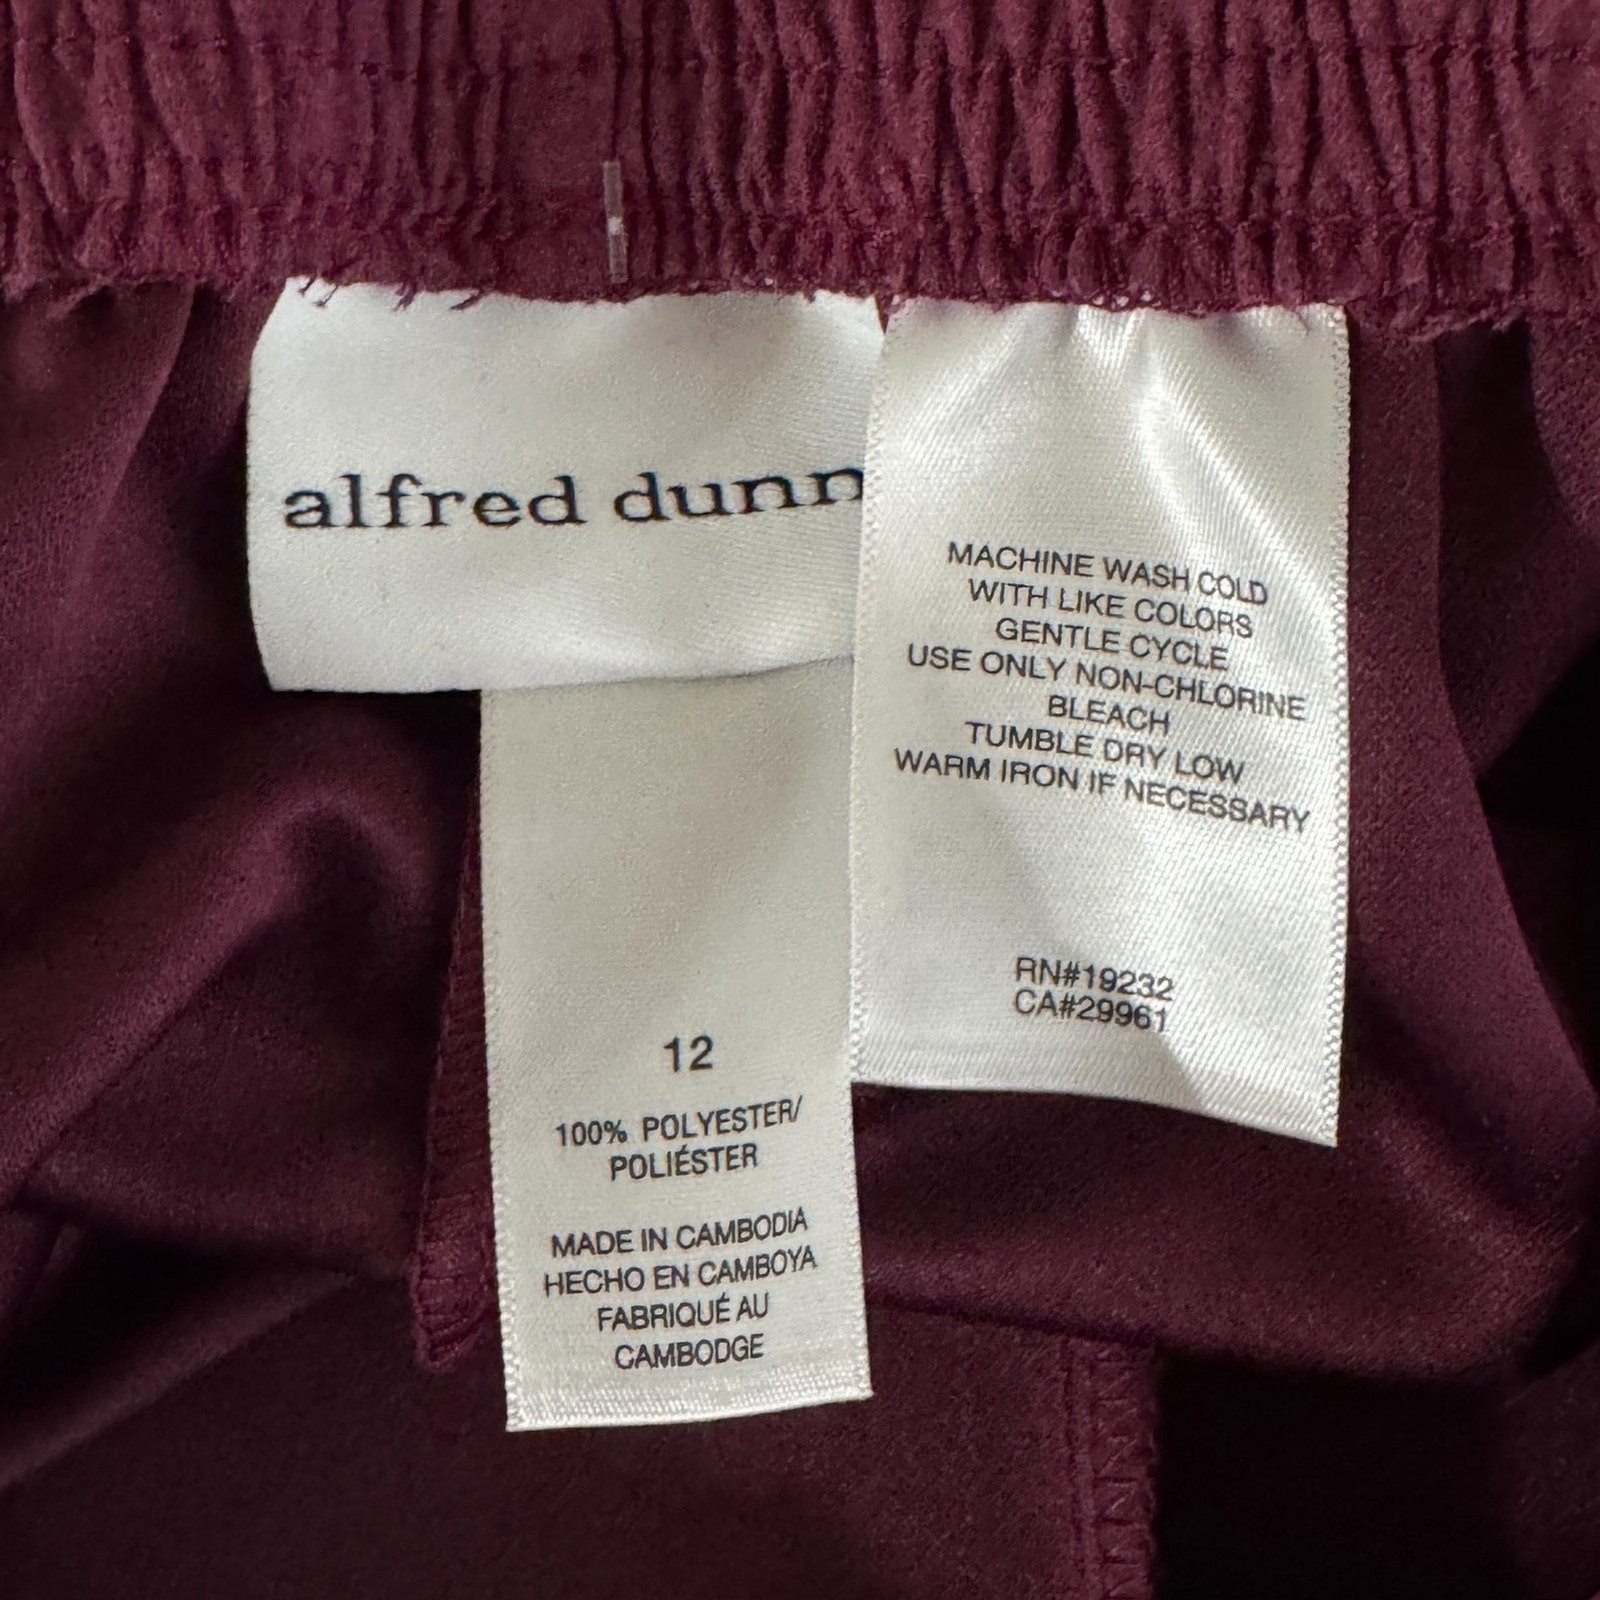 alfred dunn
12
100% POLYESTER/
POLIÉSTER
MADE IN CAMBODIA
HECHO EN CAMBOYA
FABRIQUÉ AU
CAMBODGE
MACHINE WASH COLD
WITH LIKE COLORS
GENTLE CYCLE
USE ONLY NON-CHLORINE
BLEACH
TUMBLE DRY LOW
WARM IRON IF NECESSARY
RN#19232
CA#29961